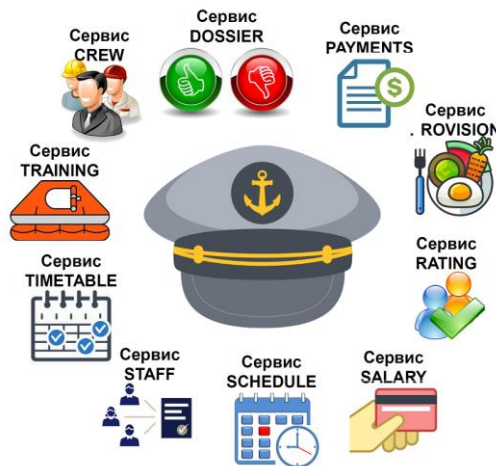 Сервис
CREW
Сервис
DOSSIER
Сервис
PAYMENTS
Сервис
. ROVISION
Сервис
RATING
Сервис
SALARY
Сервис
SCHEDULE
Сервис
STAFF
Сервис
TIMETABLE
Сервис
TRAINING
$